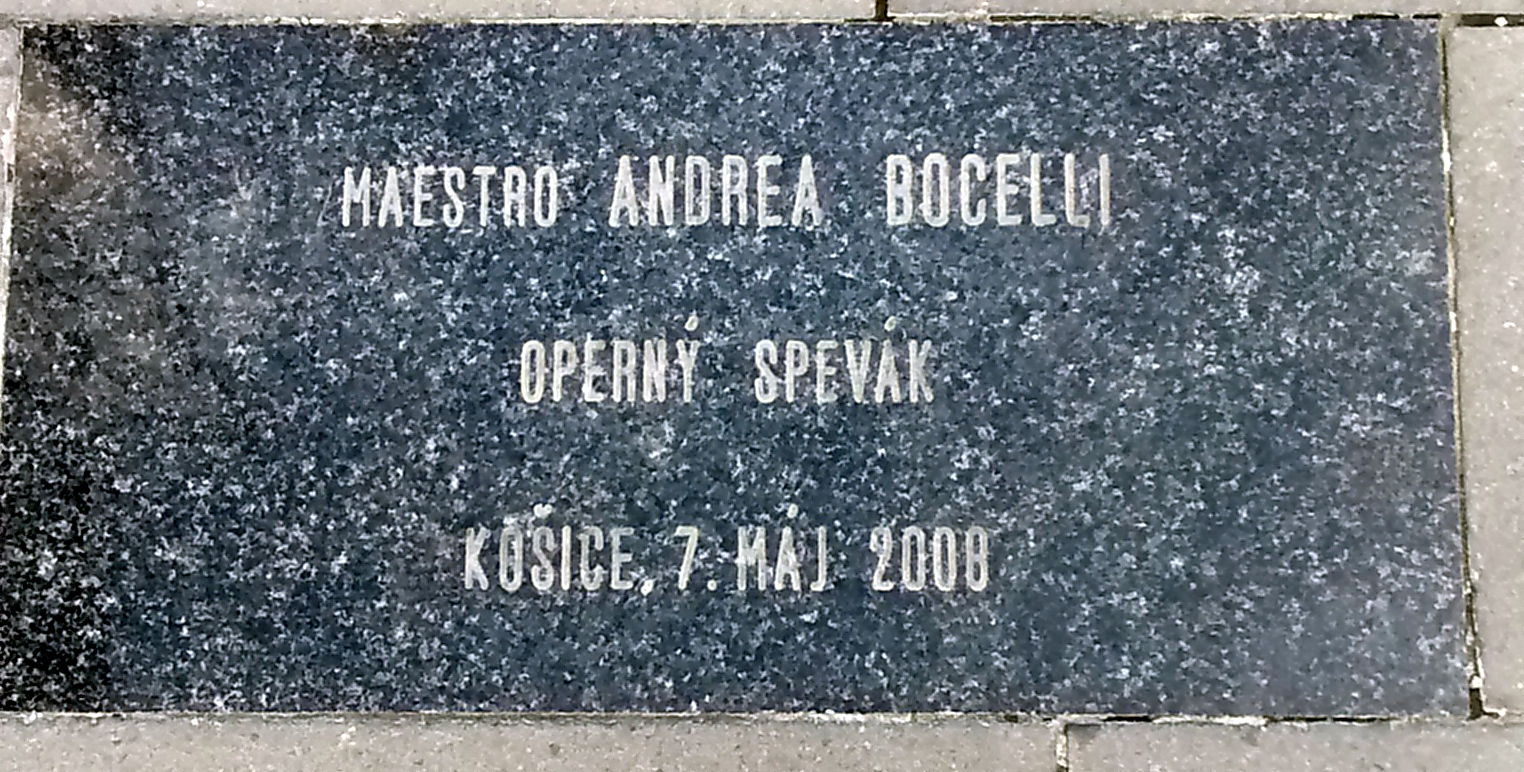 MAESTRO ANDREA BOCELLI
OPERNÝ SPEVÁK
KOŠICE, 7. MÁJ 2008